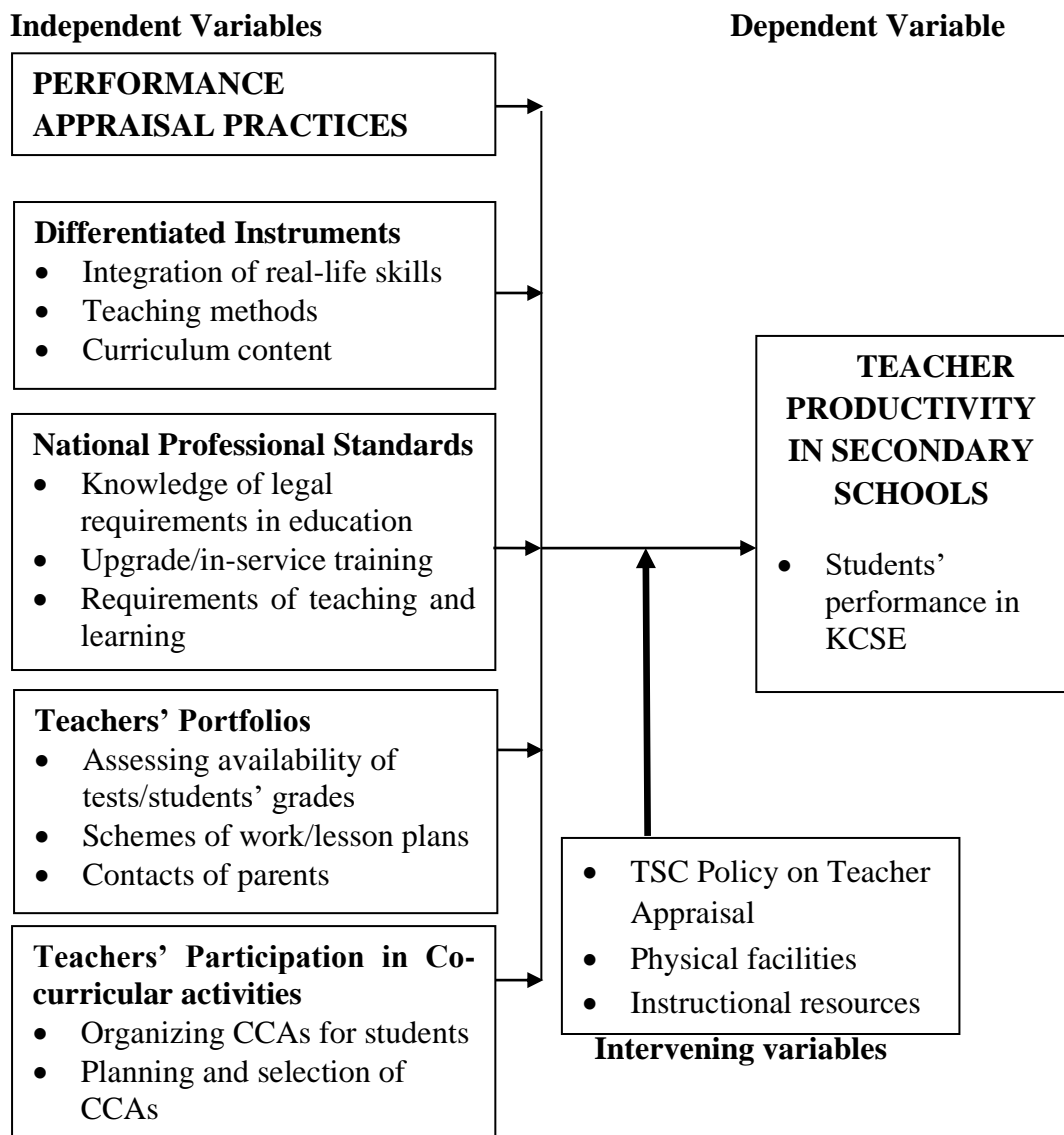 Independent Variables
Dependent Variable
PERFORMANCE
APPRAISAL PRACTICES
Differentiated Instruments
• Integration of real-life skills
• Teaching methods
• Curriculum content
National Professional Standards
• Knowledge of legal
requirements in education
• Upgrade/in-service training
• Requirements of teaching and
learning
Teachers’ Portfolios
• Assessing availability of
tests/students’ grades
• Schemes of work/lesson plans
• Contacts of parents
Teachers’ Participation in Co-
curricular activities
• Organizing CCAs for students
• Planning and selection of
CCAs
TEACHER
PRODUCTIVITY
IN SECONDARY
SCHOOLS
• Students’
performance in
KCSE
• TSC Policy on Teacher
Appraisal
• Physical facilities
• Instructional resources
Intervening variables